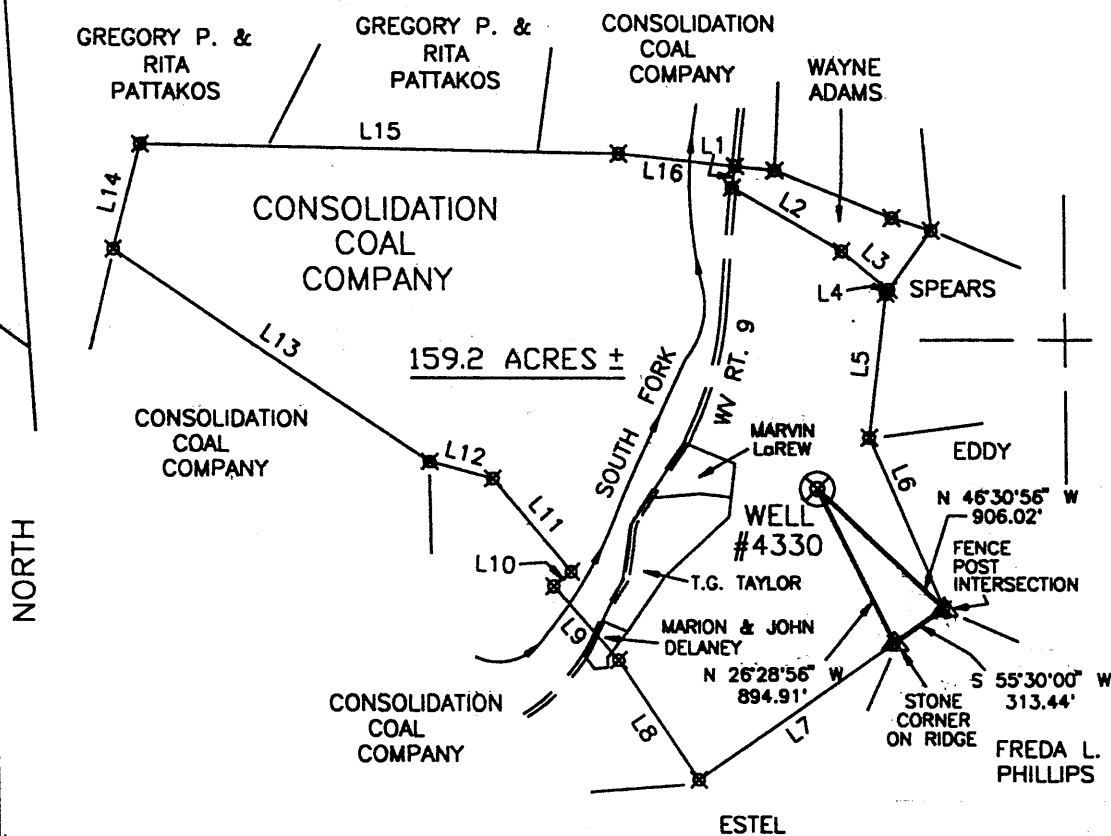 GREGORY P. &
RITA
PATTAKOS
GREGORY P. &
RITA
PATTAKOS
CONSOLIDATION
COAL
COMPANY
WAYNE
ADAMS
L15
L1
L16
L2
L14
CONSOLIDATION
COAL
COMPANY
L3
L4
SPEARS
L13
159.2 ACRES ±
SOUTH FORK
WV RT. 9
L5
CONSOLIDATION
COAL
COMPANY
L12
MARVIN
LaREW
EDDY
L6
N 46°30'56" W
906.02'
L11
WELL
#4330
FENCE
POST
INTERSECTION
NORTH
L10
T.G. TAYLOR
L9
MARION & JOHN
DELANEY
N 26°28'56" W
894.91'
S 55°30'00" W
313.44'
CONSOLIDATION
COAL
COMPANY
L8
L7
STONE
CORNER
ON RIDGE
FREDA L.
PHILLIPS
ESTEL